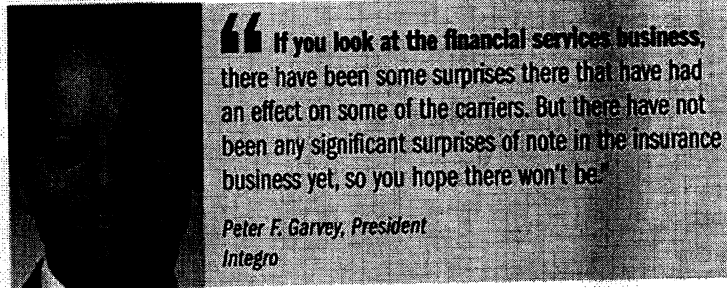 “ If you look at the financial services business,
there have been some surprises there that have had
an effect on some of the carriers. But there have not
been any significant surprises of note in the insurance
business yet, so you hope there won't be."
Peter F. Garvey, President
Integro